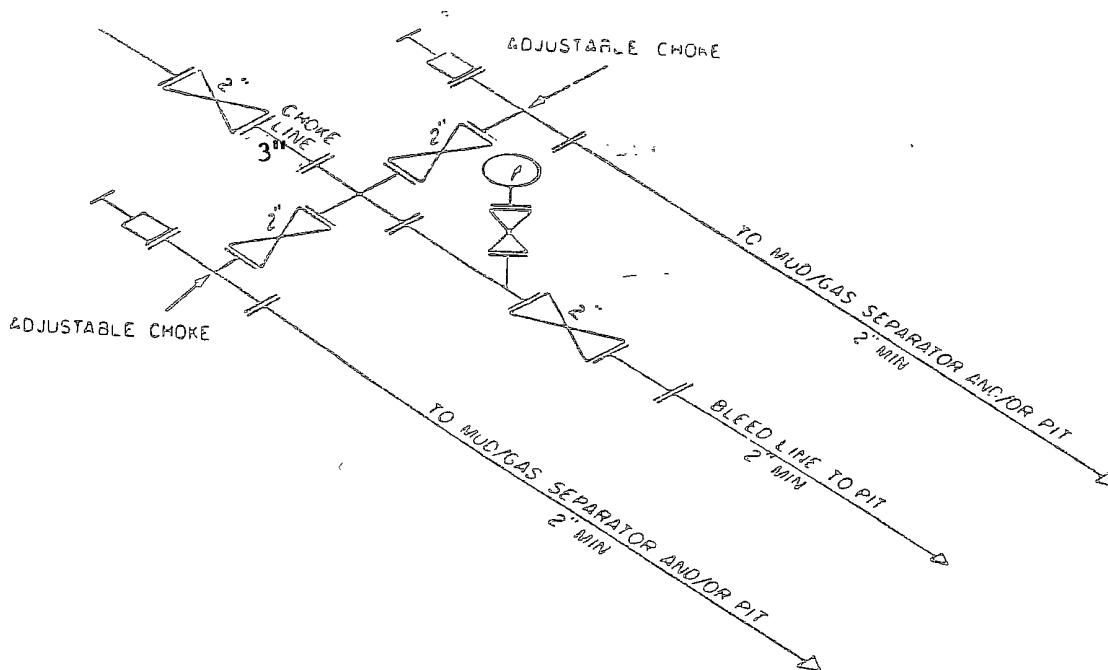 ADJUSTABLE CHOKE
2"
CHOKE
LINE
3"
2"
P
2"
ADJUSTABLE CHOKE
2"
TO MUD/GAS SEPARATOR AND/OR PIT
2" MIN
BLEED LINE TO PIT
2" MIN
TO MUD/GAS SEPARATOR AND/OR PIT
2" MIN